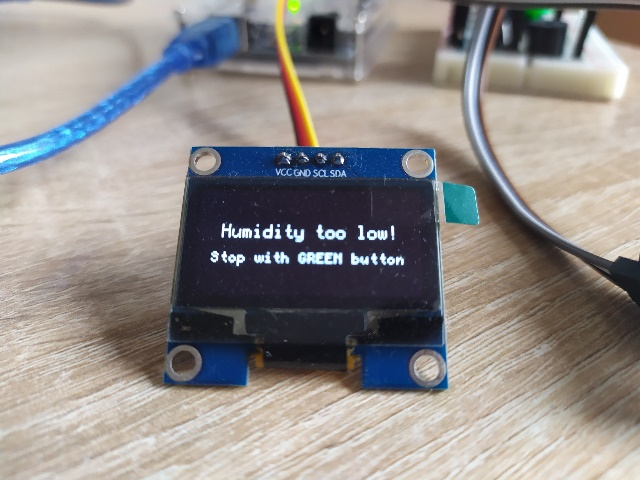 VCC GND SCL SDA
Humidity too low!
Stop with GREEN button